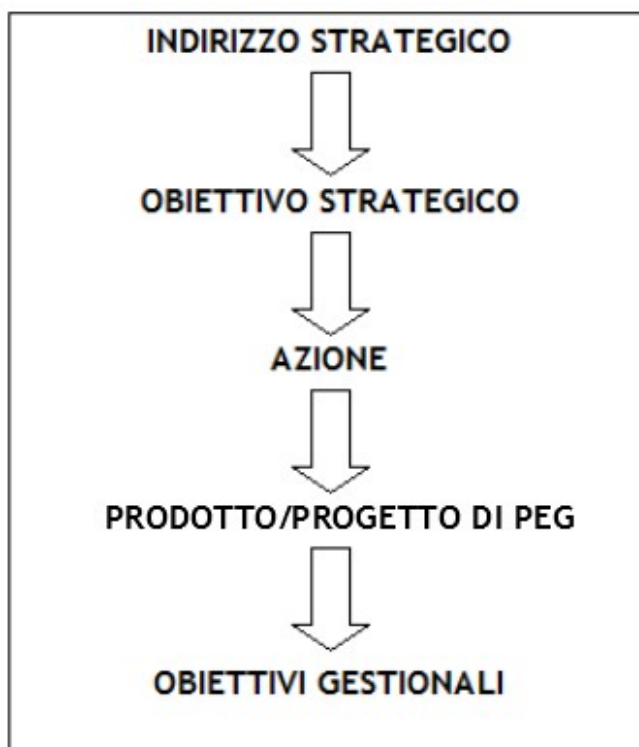 INDIRIZZO STRATEGICO
OBIETTIVO STRATEGICO
AZIONE
PRODOTTO/PROGETTO DI PEG
OBIETTIVI GESTIONALI